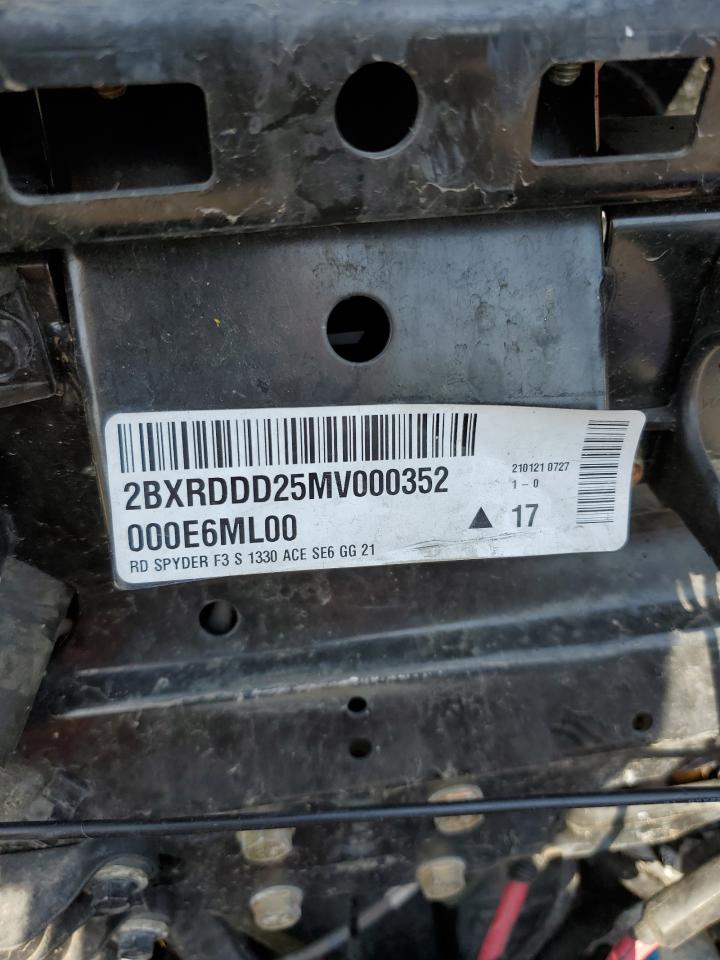 2BXRDDD25MV000352
000E6ML00
RD SPYDER F3 S 1330 ACE SE6 GG 21
210121 0727
1-0
▲ 17